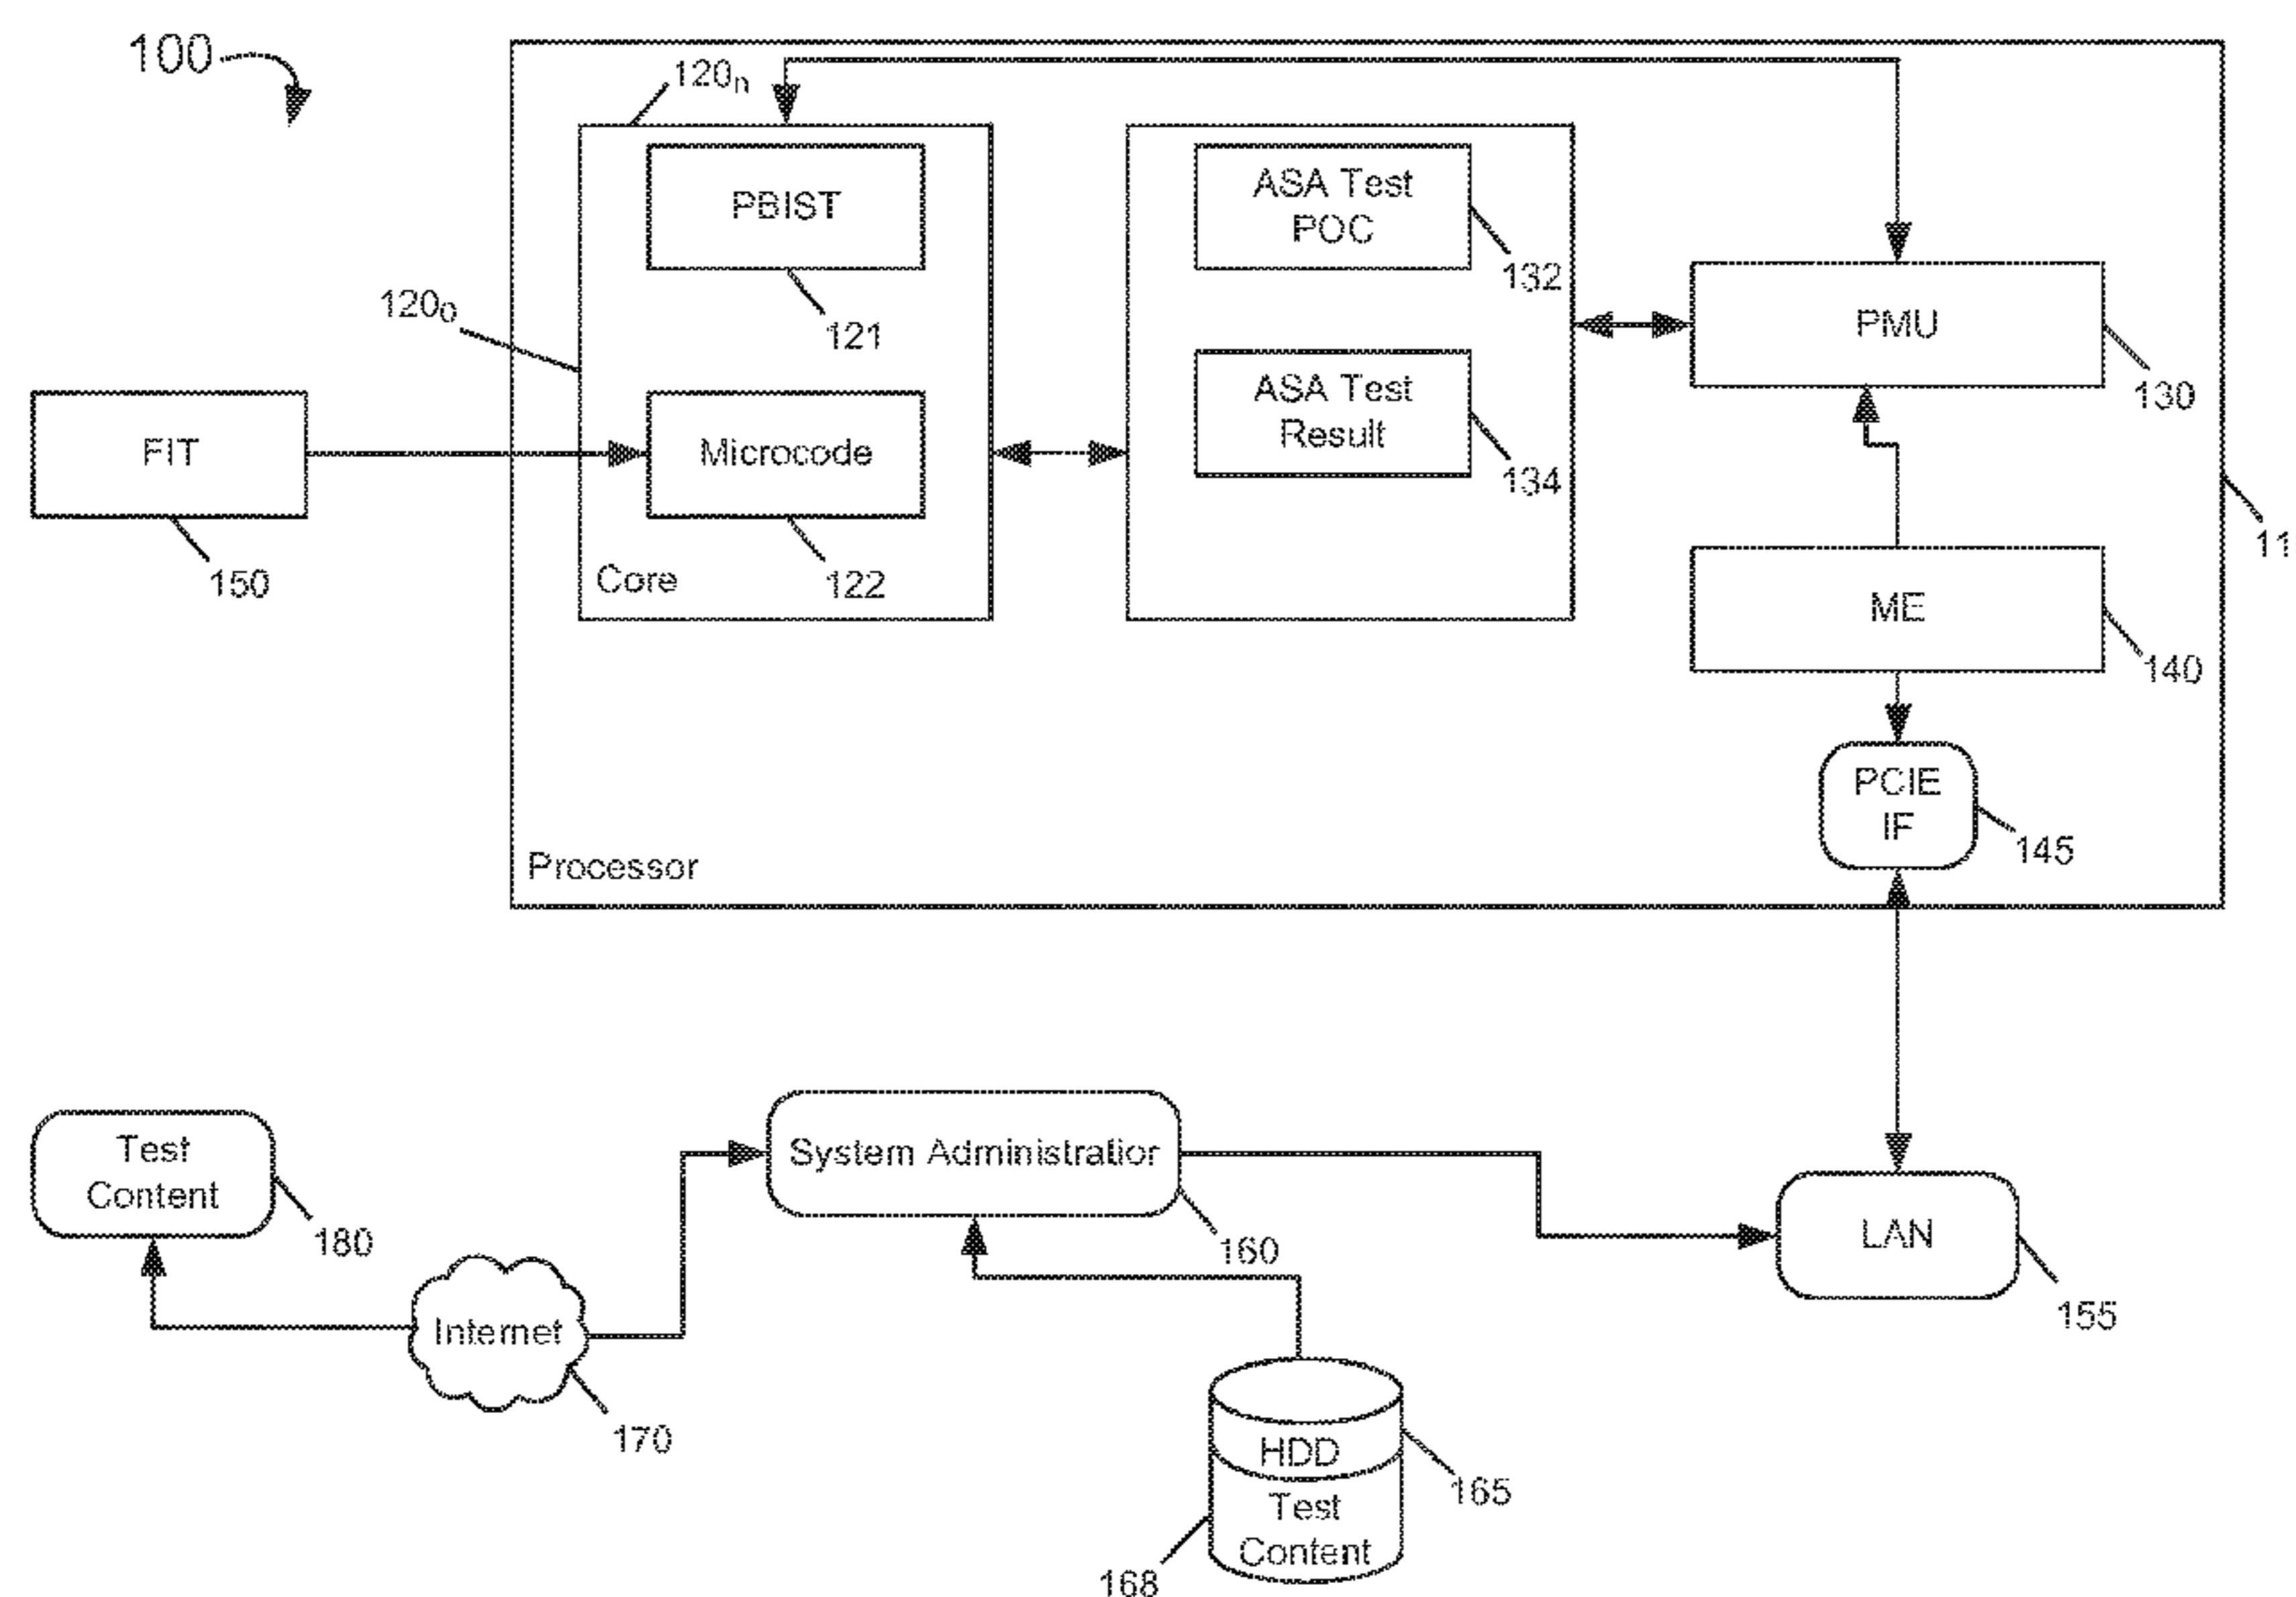 100
120n
PBIST
121
1200
FIT
150
Microcode
122
Core
ASA Test
POC
132
ASA Test
Result
134
PMU
130
11
ME
140
PCIE
IF
145
Processor
Test
Content
180
System Administratior
160
LAN
155
Internet
170
HDD
165
Test
Content
168